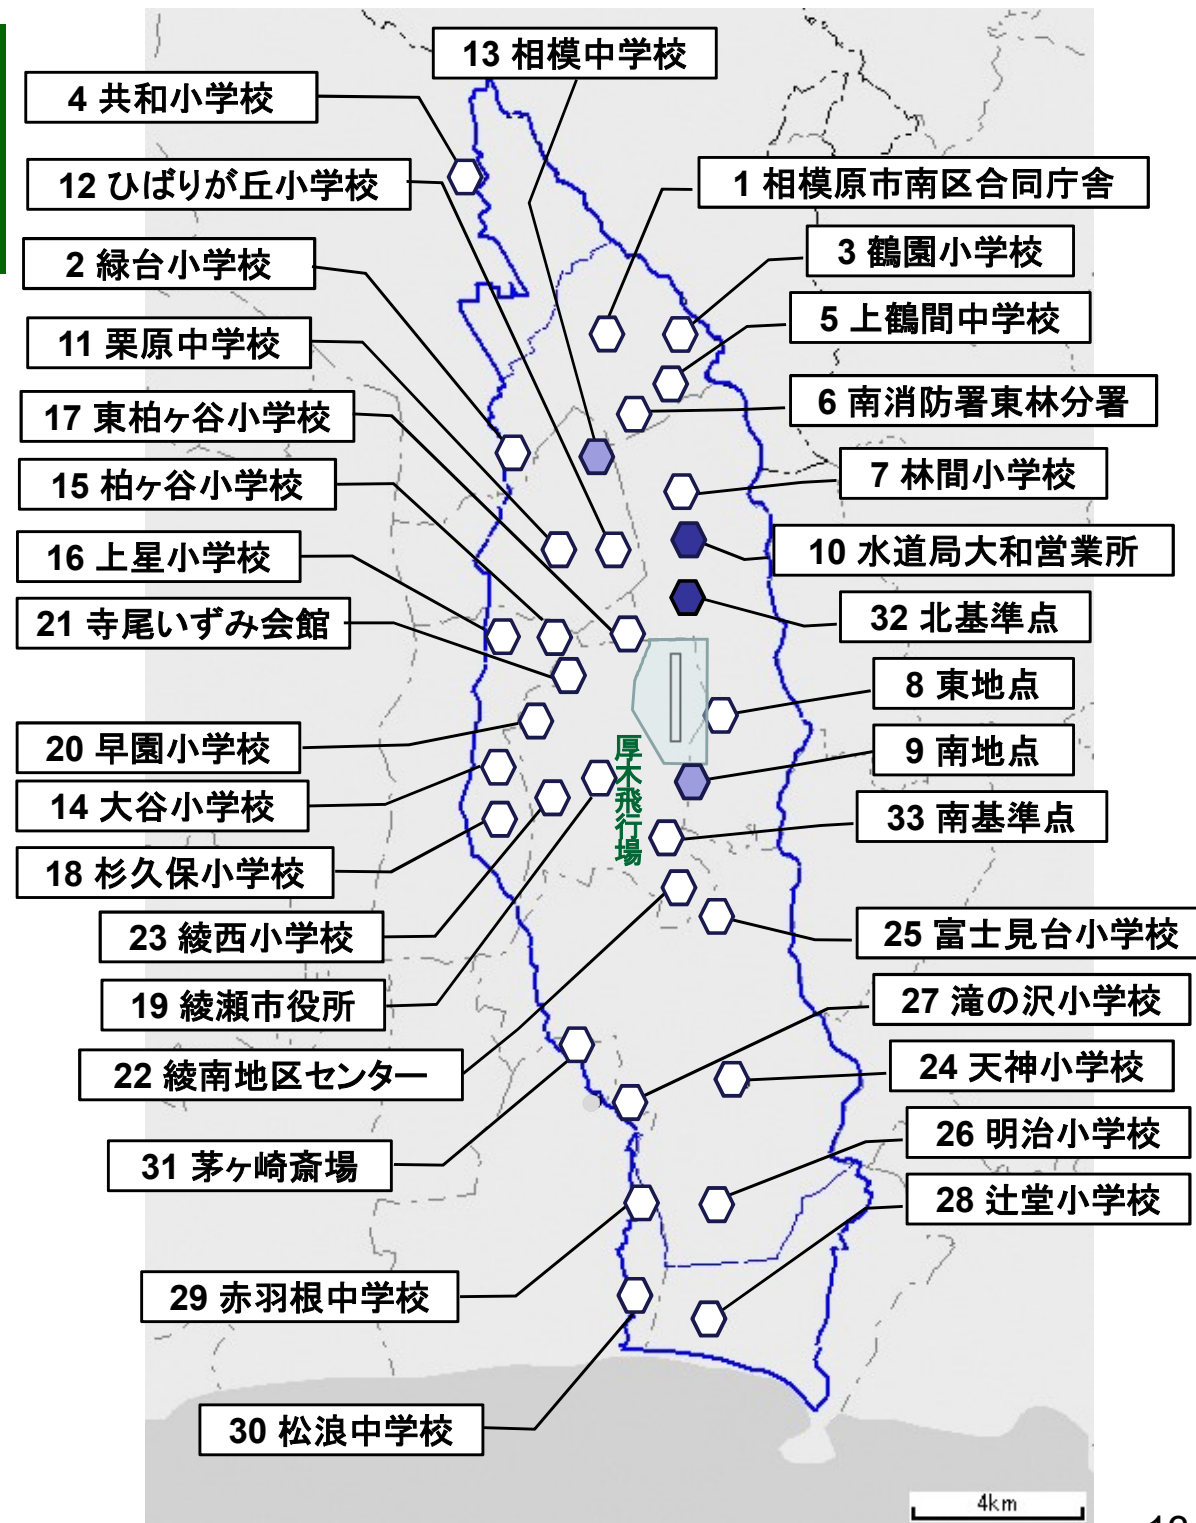 13 相模中学校
4 共和小学校
12 ひばりが丘小学校
1 相模原市南区合同庁舎
2 緑台小学校
3 鶴園小学校
11 栗原中学校
5 上鶴間中学校
17 東柏ヶ谷小学校
6 南消防署東林分署
15 柏ヶ谷小学校
7 林間小学校
16 上星小学校
10 水道局大和営業所
21 寺尾いずみ会館
32 北基準点
8 東地点
20 早園小学校
9 南地点
厚木飛行場
14 大谷小学校
33 南基準点
18 杉久保小学校
23 綾西小学校
25 富士見台小学校
19 綾瀬市役所
27 滝の沢小学校
22 綾南地区センター
24 天神小学校
26 明治小学校
31 茅ヶ崎斎場
28 辻堂小学校
29 赤羽根中学校
30 松浪中学校
4km